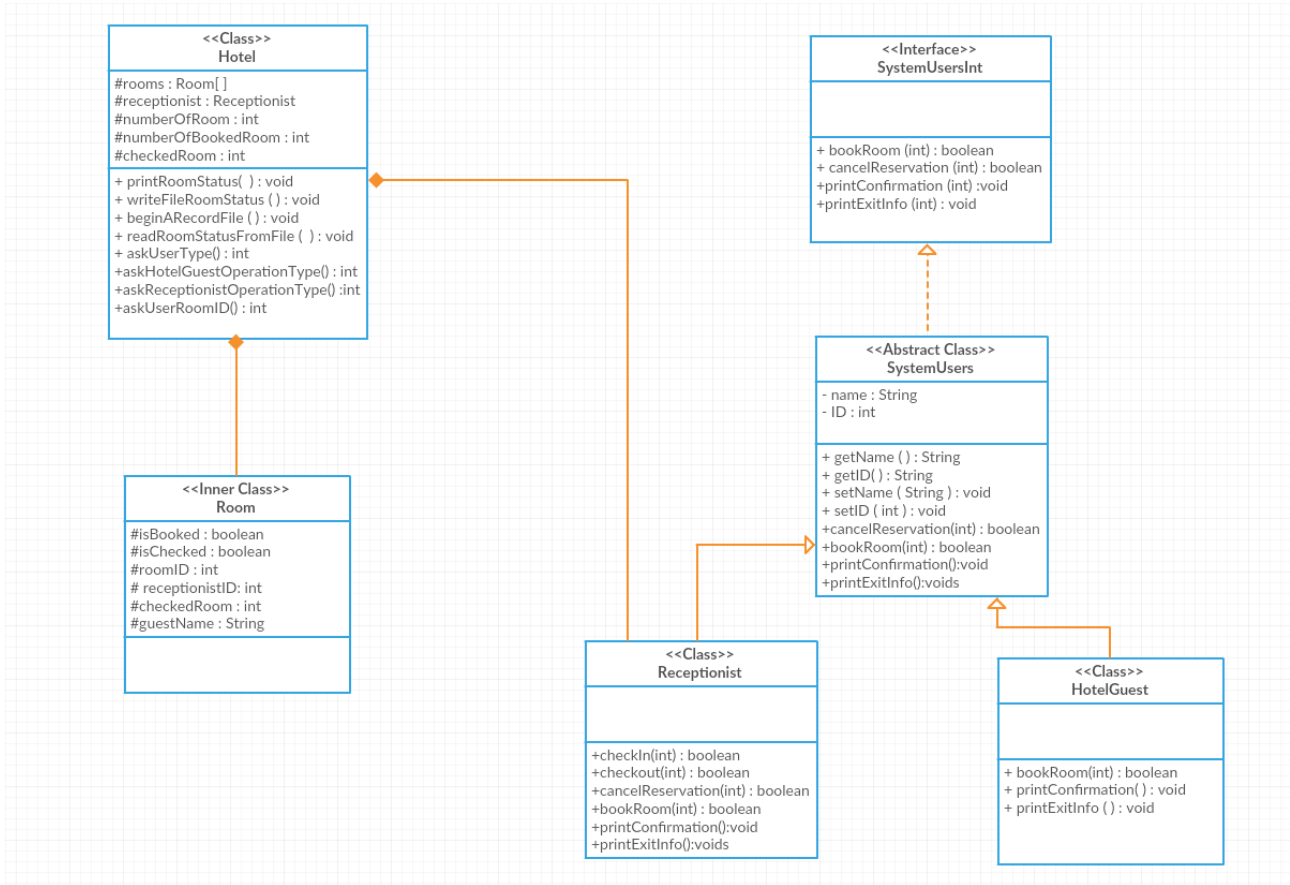 <<Class>>
Hotel
#rooms : Room[ ]
#receptionist : Receptionist
#numberOfRoom : int
#numberOfBookedRoom : int
#checkedRoom : int
+ printRoomStatus(  ) : void
+ writeFileRoomStatus ( ) : void
+ beginARecordFile ( ) : void
+ readRoomStatusFromFile (  ) : void
+ askUserType() : int
+askHotelGuestOperationType() : int
+askReceptionistOperationType() :int
+askUserRoomID() : int
<<Interface>>
SystemUsersInt
+ bookRoom (int) : boolean
+ cancelReservation (int) : boolean
+printConfirmation (int) :void
+printExitInfo (int) : void
<<Abstract Class>>
SystemUsers
- name : String
- ID : int
+ getName ( ) : String
+ getID( ) : String
+ setName ( String ) : void
+ setID ( int ) : void
+cancelReservation(int) : boolean
+bookRoom(int) : boolean
+printConfirmation():void
+printExitInfo():voids
<<Inner Class>>
Room
#isBooked : boolean
#isChecked : boolean
#roomID : int
# receptionistID: int
#checkedRoom : int
#guestName : String
<<Class>>
Receptionist
+checkIn(int) : boolean
+checkout(int) : boolean
+cancelReservation(int) : boolean
+bookRoom(int) : boolean
+printConfirmation():void
+printExitInfo():voids
<<Class>>
HotelGuest
+ bookRoom(int) : boolean
+ printConfirmation( ) : void
+ printExitInfo ( ) : void